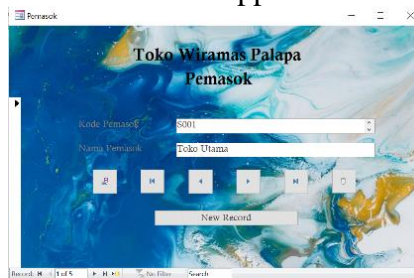 Pemasok
Toko Wiramas Palapa
Pemasok
Kode Pemasok
S001
Nama Pemasok
Toko Utama
New Record
Record:
1 of 5
No Filter
Search